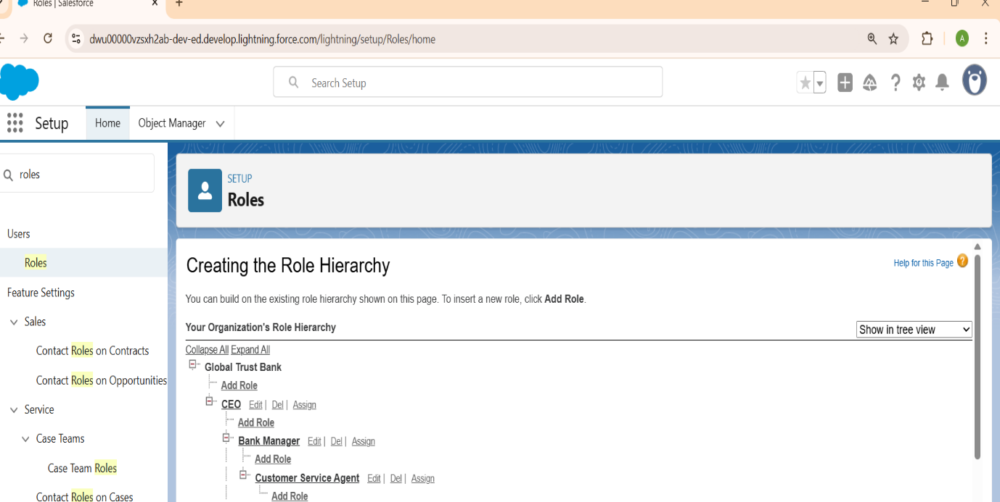 Roles | Salesforce
dwu00000vzsxh2ab-dev-ed.develop.lightning.force.com/lightning/setup/Roles/home
A
Search Setup
Setup
Home
Object Manager
roles
SETUP
Roles
Users
Roles
Feature Settings
Sales
Contact Roles on Contracts
Contact Roles on Opportunities
Service
Case Teams
Case Team Roles
Contact Roles on Cases
Creating the Role Hierarchy
Help for this Page ?
You can build on the existing role hierarchy shown on this page. To insert a new role, click Add Role.
Your Organization's Role Hierarchy
Show in tree view
Collapse All Expand All
Global Trust Bank
Add Role
CEO Edit | Del | Assign
Add Role
Bank Manager Edit | Del | Assign
Add Role
Customer Service Agent Edit | Del | Assign
Add Role